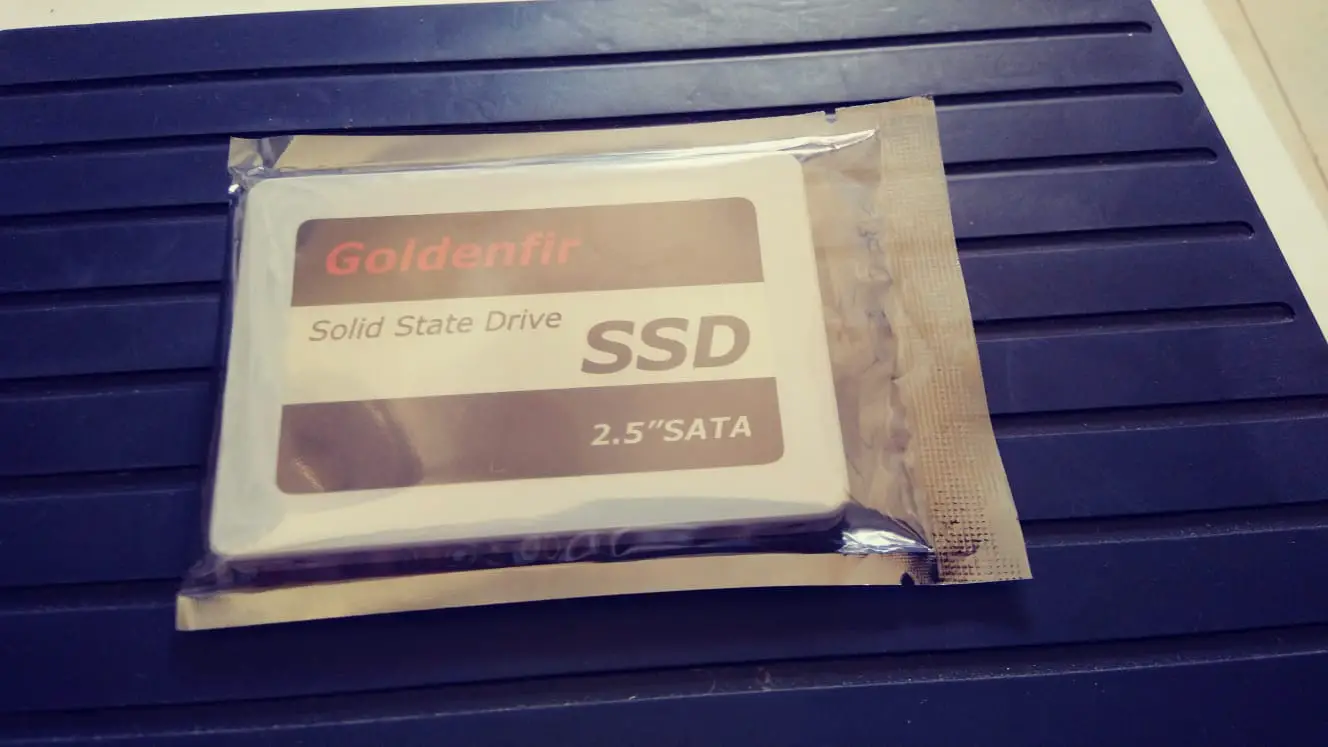 Goldenfir
Solid State Drive
SSD
2.5"SATA